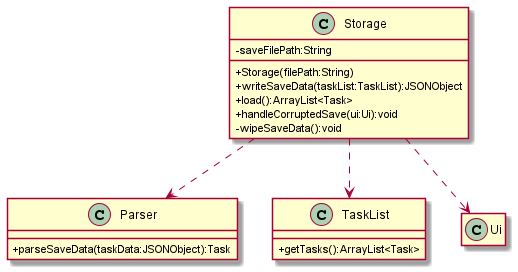 C Storage
-saveFilePath:String
+Storage(filePath:String)
+writeSaveData(taskList:TaskList):JSONObject
+load():ArrayList<Task>
+handleCorruptedSave(ui:Ui):void
-wipeSaveData():void
C Parser
+parseSaveData(taskData:JSONObject):Task
C TaskList
+getTasks():ArrayList<Task>
C Ui